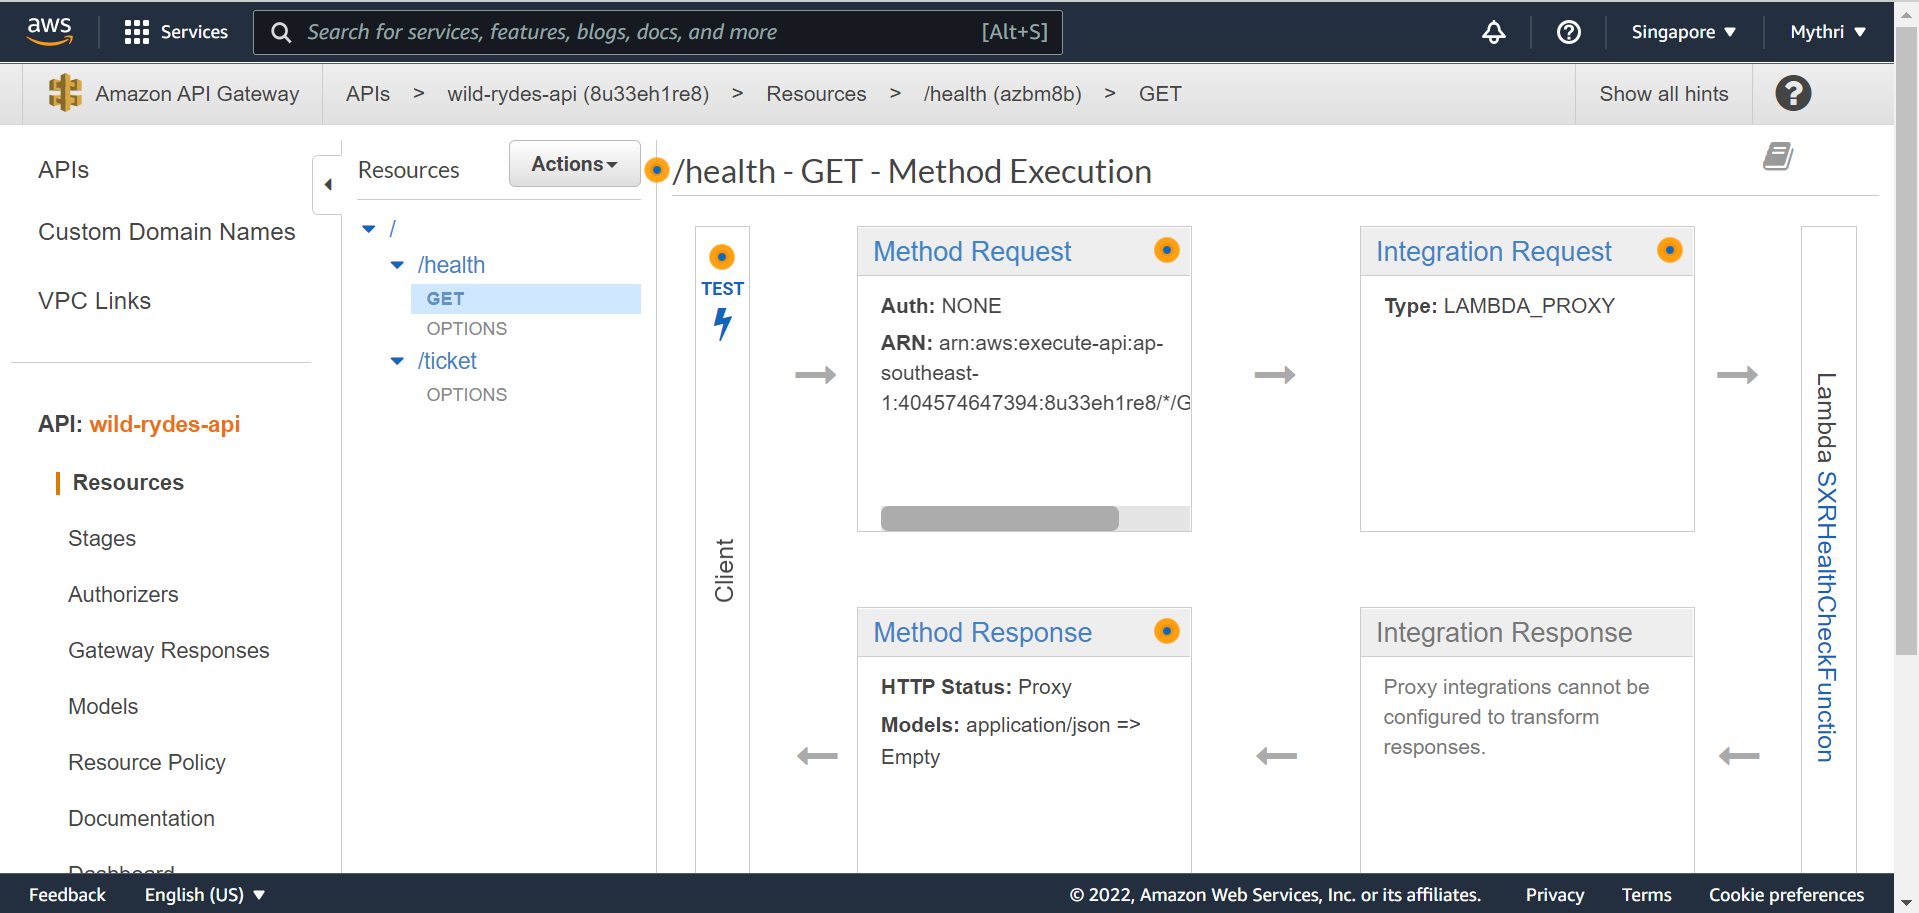 aws
Services
Search for services, features, blogs, docs, and more
[Alt+S]
Singapore ▼
Mythri ▼
Amazon API Gateway
APIs > wild-rydes-api (8u33eh1re8) > Resources > /health (azbm8b) > GET
Show all hints
?
APIs
Custom Domain Names
VPC Links
API: wild-rydes-api
Resources
Stages
Authorizers
Gateway Responses
Models
Resource Policy
Documentation
Dashboard
Resources
Actions
/
/health
GET
OPTIONS
/ticket
OPTIONS
/health - GET - Method Execution
TEST
Client
Method Request
Auth: NONE
ARN: arn:aws:execute-api:ap-
southeast-
1:404574647394:8u33eh1re8/*/G
Integration Request
Type: LAMBDA_PROXY
Lambda SXRHealthCheckFunction
Method Response
HTTP Status: Proxy
Models: application/json =>
Empty
Integration Response
Proxy integrations cannot be
configured to transform
responses.
Feedback
English (US) ▼
© 2022, Amazon Web Services, Inc. or its affiliates.
Privacy
Terms
Cookie preferences